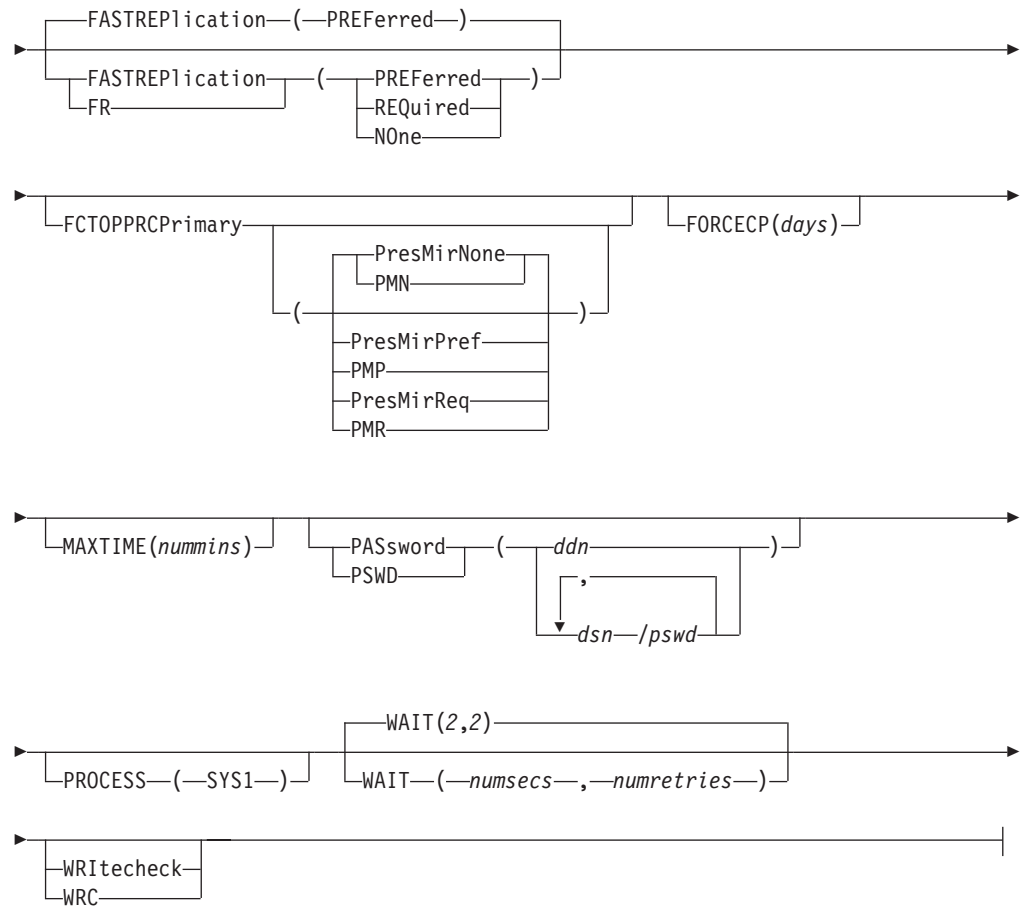 FASTREPlication ( PREFerred )
FASTREPlication ( PREFerred )
FR REQuired
NOne
FCTOPPRCPrimary FORCECP(days)
PresMirNone
PMN
( )
PresMirPref
PMP
PresMirReq
PMR
MAXTIME(nummins) PASsword ( ddn )
PSWD ,
dsn /pswd
WAIT(2,2)
PROCESS ( SYS1 ) WAIT ( numsecs , numretries )
WRItecheck
WRC